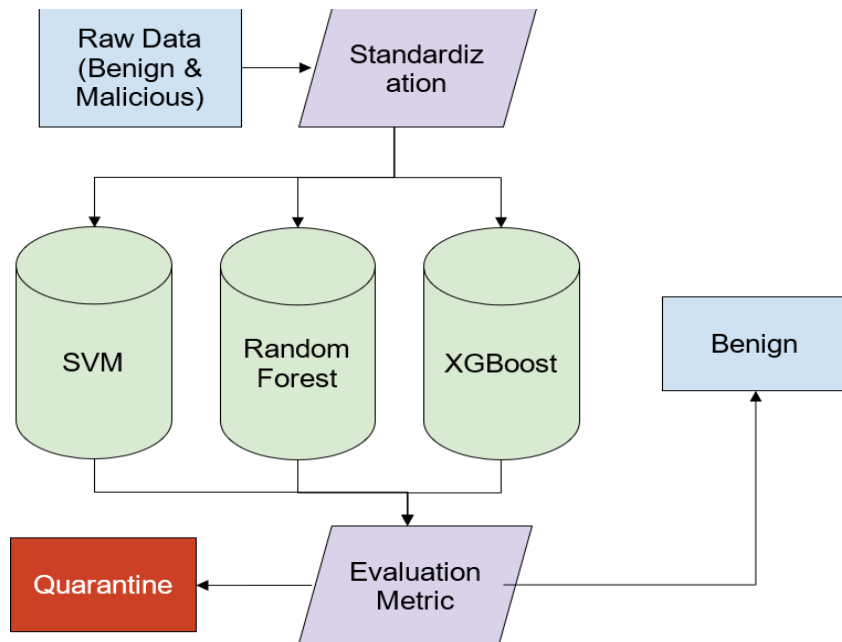 Raw Data
(Benign &
Malicious)
Standardiz
ation
SVM
Random
Forest
XGBoost
Benign
Quarantine
Evaluation
Metric